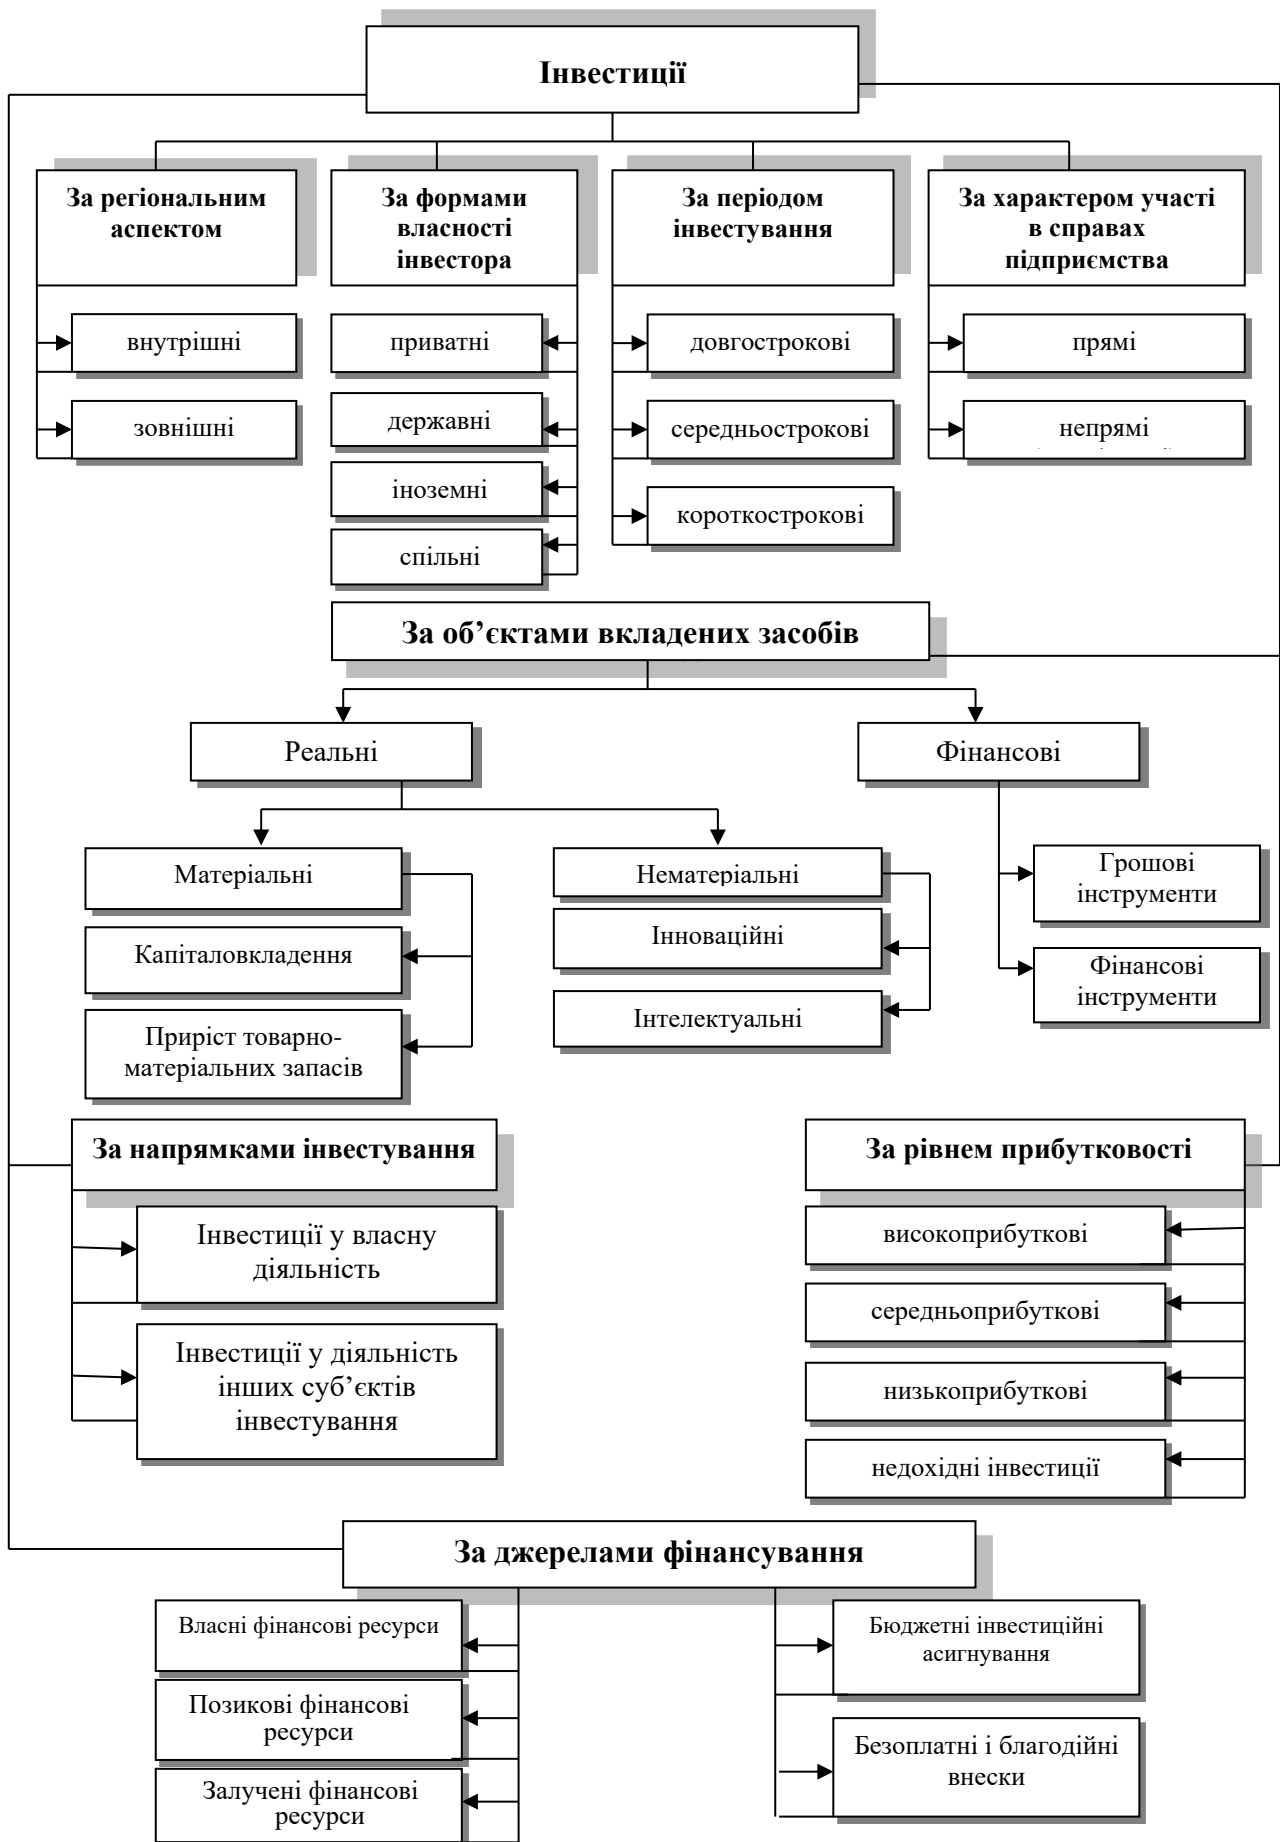 Інвестиції
За регіональним
аспектом
За формами
власності
інвестора
За періодом
інвестування
За характером участі
в справах
підприємства
внутрішні
зовнішні
приватні
державні
іноземні
спільні
довгострокові
середньострокові
короткострокові
прямі
непрямі
За об’єктами вкладених засобів
Реальні
Фінансові
Матеріальні
Капіталовкладення
Приріст товарно-
матеріальних запасів
Нематеріальні
Інноваційні
Інтелектуальні
Грошові
інструменти
Фінансові
інструменти
За напрямками інвестування
Інвестиції у власну
діяльність
Інвестиції у діяльність
інших суб’єктів
інвестування
За рівнем прибутковості
високоприбуткові
середньоприбуткові
низькоприбуткові
недохідні інвестиції
За джерелами фінансування
Власні фінансові ресурси
Позикові фінансові
ресурси
Залучені фінансові
ресурси
Бюджетні інвестиційні
асигнування
Безоплатні і благодійні
внески